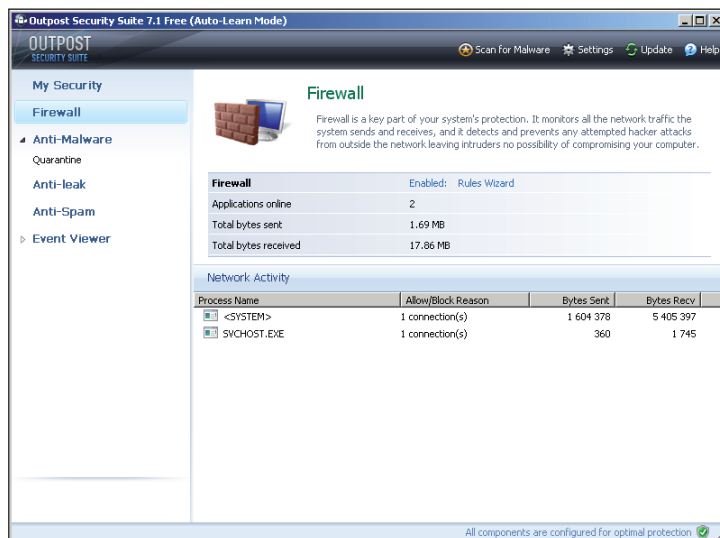 Outpost Security Suite 7.1 Free (Auto-Learn Mode)
OUTPOST
SECURITY SUITE
Scan for Malware Settings Update Help
My Security
Firewall
Anti-Malware
Quarantine
Anti-leak
Anti-Spam
Event Viewer
Firewall
Firewall is a key part of your system's protection. It monitors all the network traffic the
system sends and receives, and it detects and prevents any attempted hacker attacks
from outside the network leaving intruders no possibility of compromising your computer.
Firewall Enabled: Rules Wizard
Applications online 2
Total bytes sent 1.69 MB
Total bytes received 17.86 MB
Network Activity
Process Name Allow/Block Reason Bytes Sent Bytes Recv
<SYSTEM> 1 connection(s) 1 604 378 5 405 397
SVCHOST.EXE 1 connection(s) 360 1 745
All components are configured for optimal protection